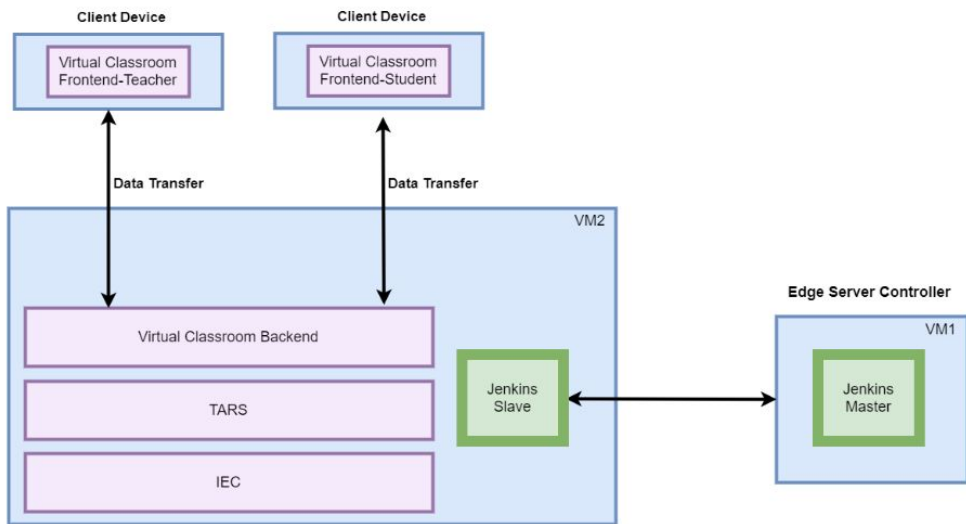 Client Device
Client Device
Virtual Classroom
Frontend-Teacher
Virtual Classroom
Frontend-Student
Data Transfer
Data Transfer
VM2
Edge Server Controller
VM1
Virtual Classroom Backend
Jenkins
Slave
Jenkins
Master
TARS
IEC